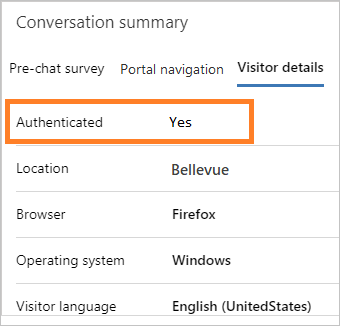 Conversation summary
Pre-chat survey Portal navigation Visitor details
Authenticated Yes
Location Bellevue
Browser Firefox
Operating system Windows
Visitor language English (UnitedStates)